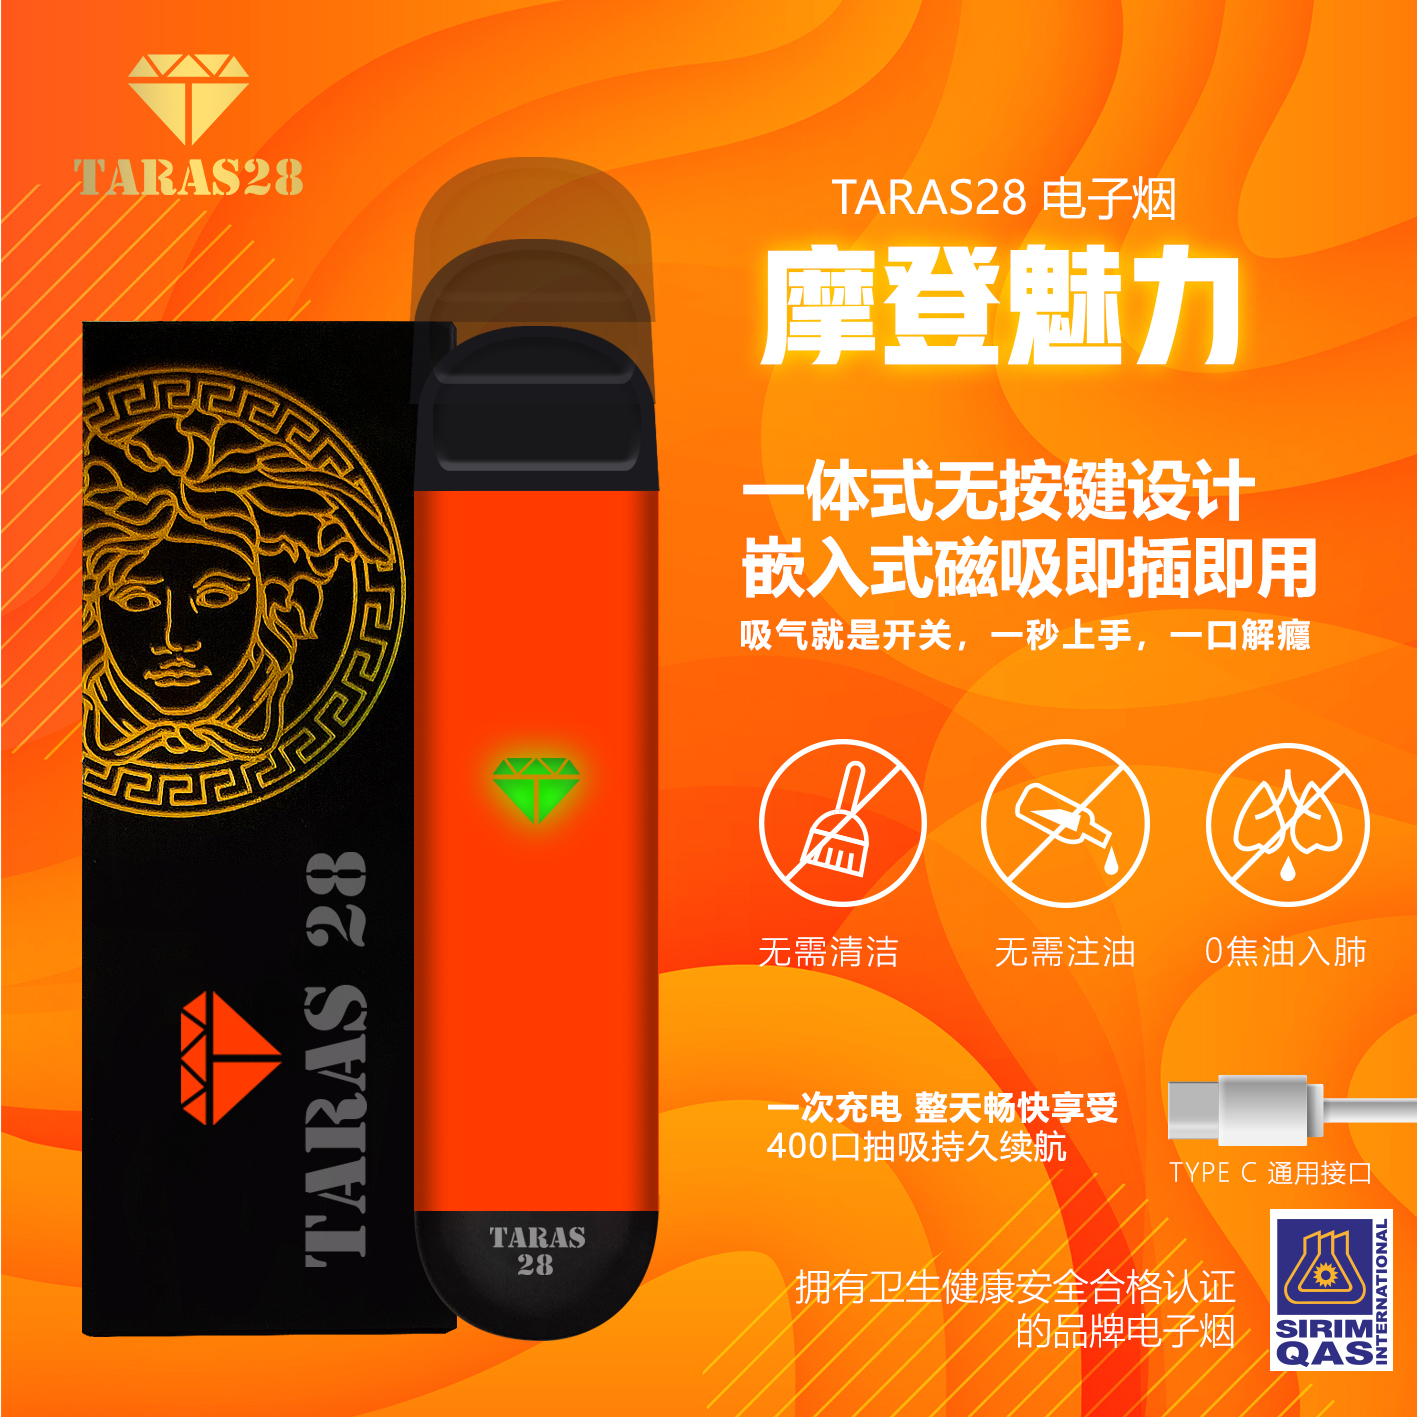 TARAS28
TARAS28 电子烟
摩登魅力
一体式无按键设计
嵌入式磁吸即插即用
吸气就是开关，一秒上手，一口解癮
无需清洁
无需注油
0焦油入肺
TARAS 28
一次充电 整天畅快享受
400口抽吸持久续航
TYPE C 通用接口
TARAS
28
拥有卫生健康安全合格认证
的品牌电子烟
SIRIM
QAS
INTERNATIONAL